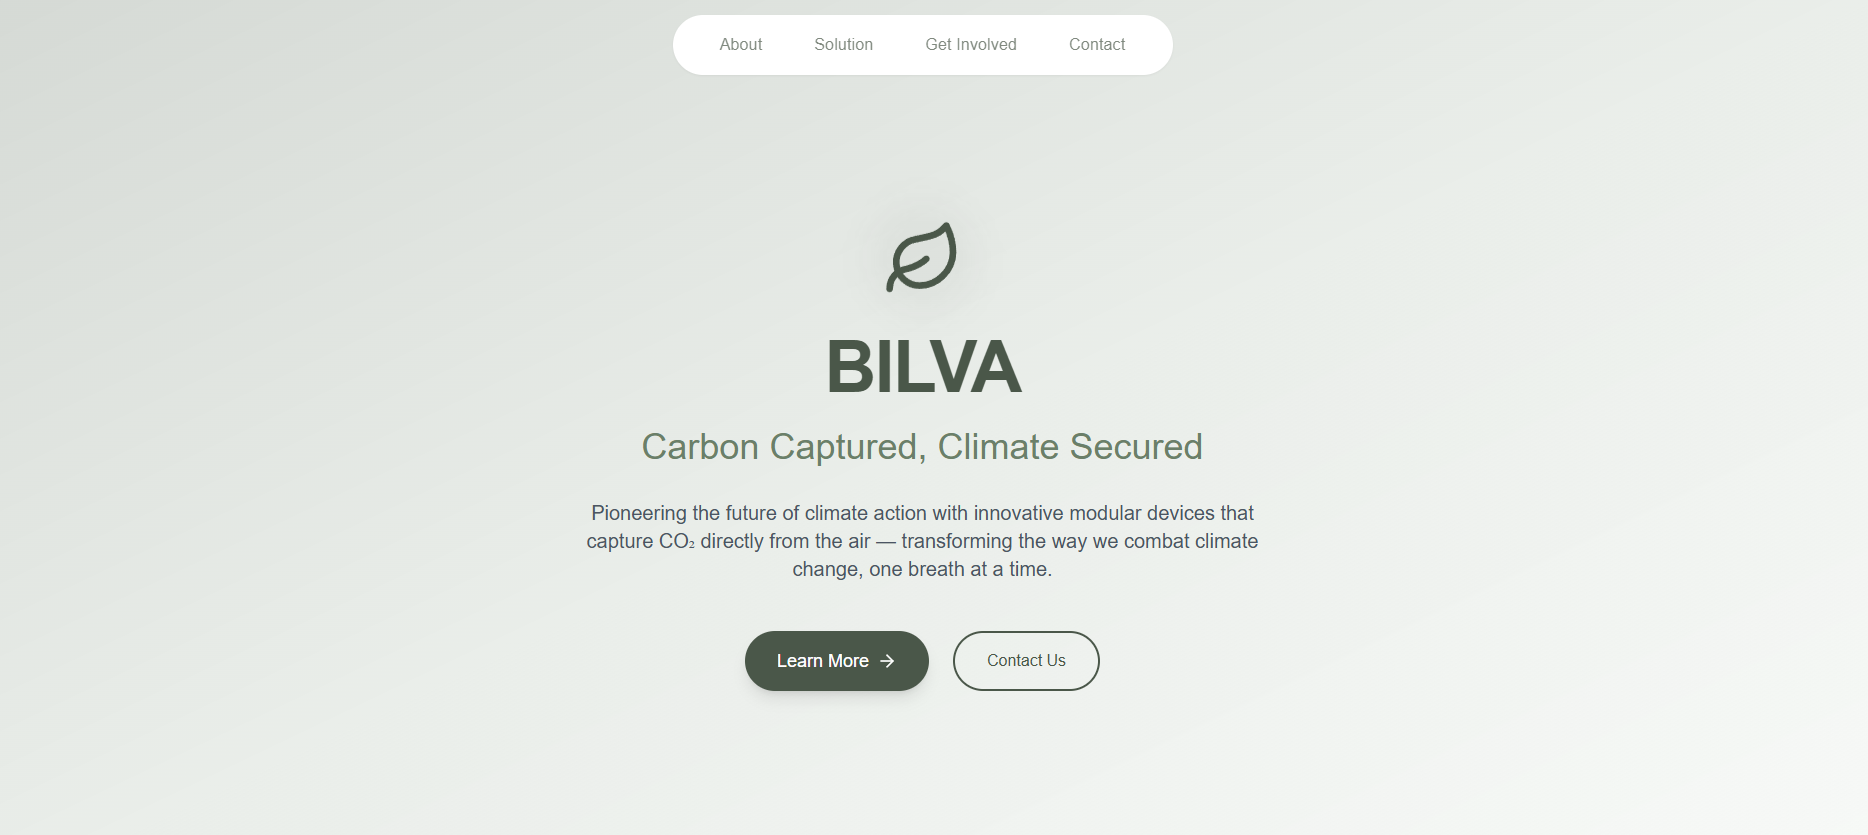 About Solution Get Involved Contact
BILVA
Carbon Captured, Climate Secured
Pioneering the future of climate action with innovative modular devices that
capture CO₂ directly from the air — transforming the way we combat climate
change, one breath at a time.
Learn More → Contact Us